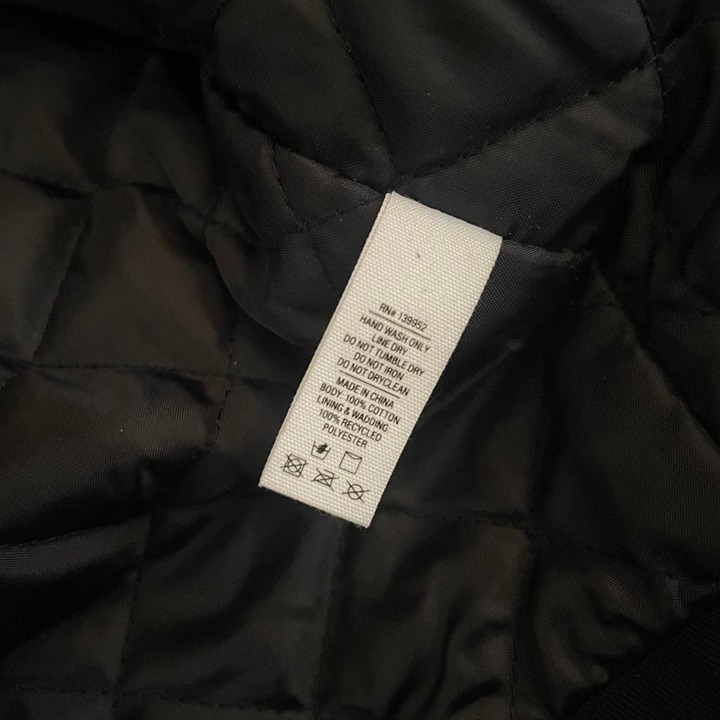 RN# 139952
HAND WASH ONLY
LINE DRY
DO NOT TUMBLE DRY
DO NOT IRON
DO NOT DRYCLEAN
MADE IN CHINA
BODY: 100% COTTON
LINING & WADDING
100% RECYCLED
POLYESTER